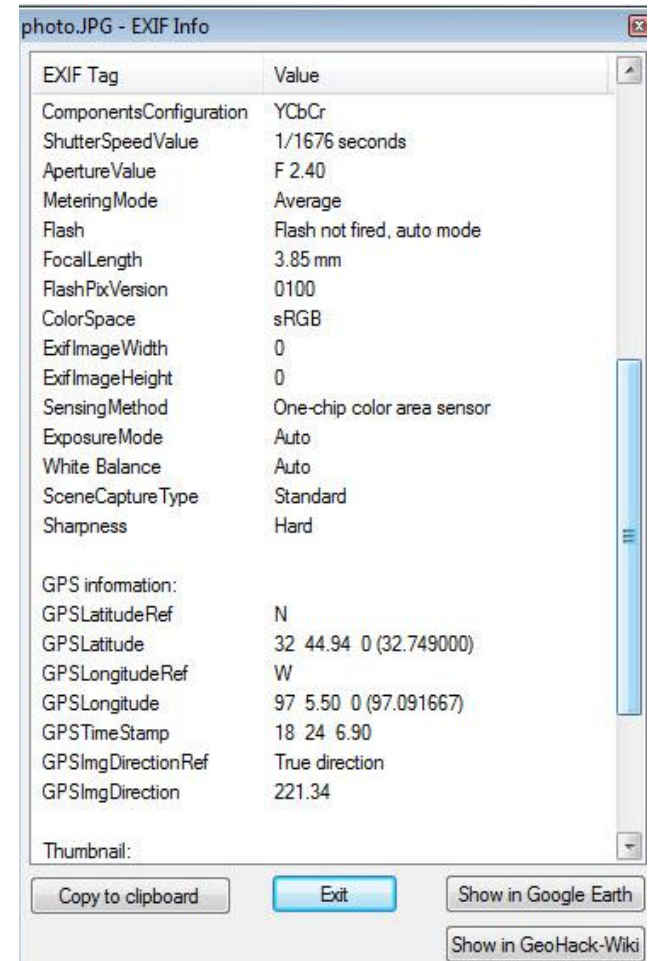 photo.JPG - EXIF Info
EXIF Tag Value
ComponentsConfiguration YCbCr
ShutterSpeedValue 1/1676 seconds
ApertureValue F 2.40
MeteringMode Average
Flash Flash not fired, auto mode
FocalLength 3.85 mm
FlashPixVersion 0100
ColorSpace sRGB
ExifImageWidth 0
ExifImageHeight 0
SensingMethod One-chip color area sensor
ExposureMode Auto
White Balance Auto
SceneCaptureType Standard
Sharpness Hard
GPS information:
GPSLatitudeRef N
GPSLatitude 32 44.94 0 (32.749000)
GPSLongitudeRef W
GPSLongitude 97 5.50 0 (97.091667)
GPSTimeStamp 18 24 6.90
GPSImgDirectionRef True direction
GPSImgDirection 221.34
Thumbnail:
Copy to clipboard Exit Show in Google Earth
Show in GeoHack-Wiki